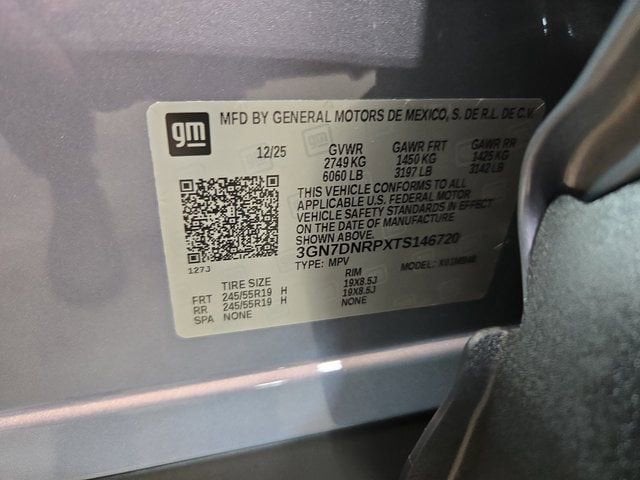 gm
MFD BY GENERAL MOTORS DE MEXICO, S. DE R.L. DE C.V.
12/25 GVWR GAWR FRT GAWR RR
2749 KG 1450 KG 1425 KG
6060 LB 3197 LB 3142 LB
THIS VEHICLE CONFORMS TO ALL
APPLICABLE U.S. FEDERAL MOTOR
VEHICLE SAFETY STANDARDS IN EFFECT
ON THE DATE OF MANUFACTURE
SHOWN ABOVE.
3GN7DNRPXTS146720
127J TYPE: MPV MODEL:
TIRE SIZE RIM
FRT 245/55R19 H 19X8.5J
RR 245/55R19 H 19X8.5J
SPA NONE NONE